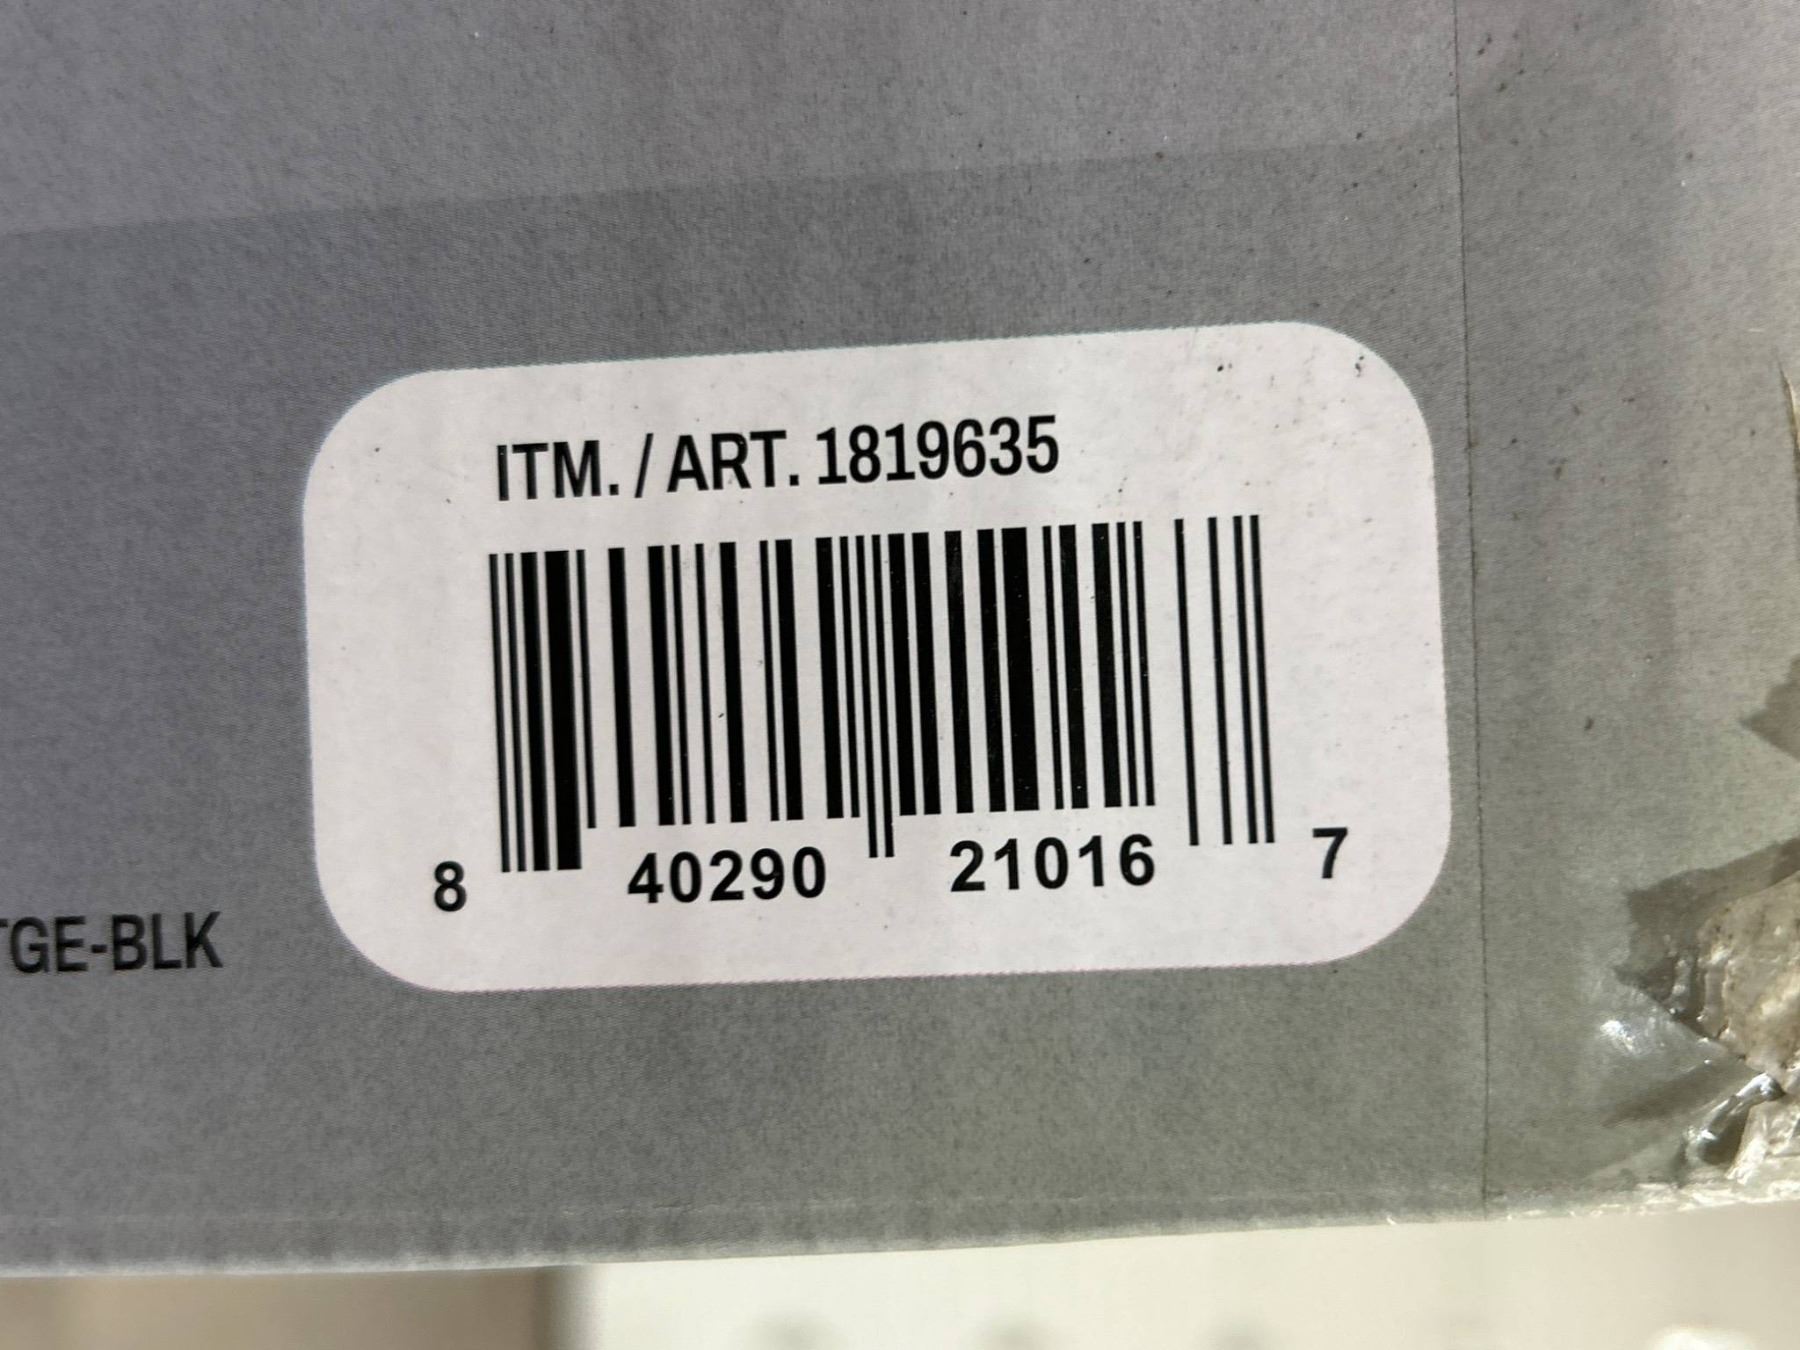 ITM. / ART. 1819635
8 40290 21016 7
TGE-BLK